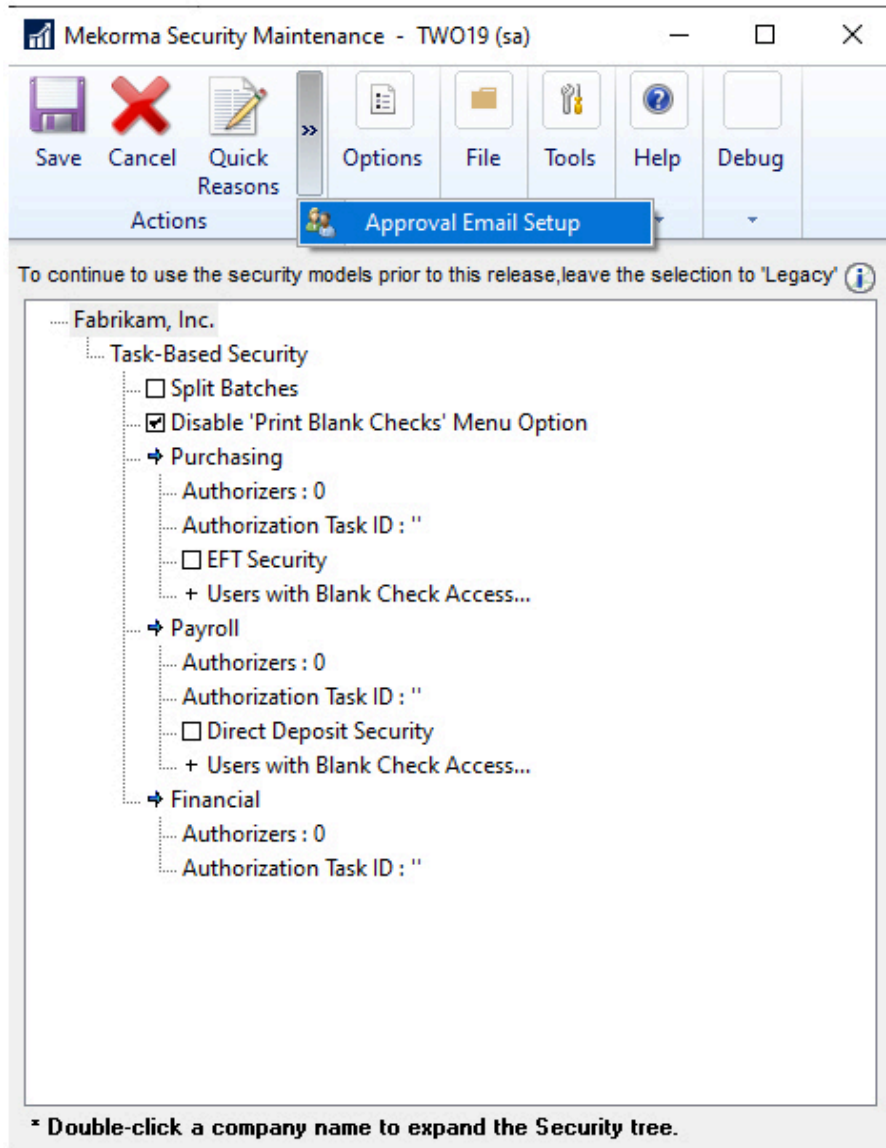 Mekorma Security Maintenance - TWO19 (sa)
Save Cancel Quick Reasons » Options File Tools Help Debug
Actions
Approval Email Setup
To continue to use the security models prior to this release,leave the selection to 'Legacy'
Fabrikam, Inc.
Task-Based Security
Split Batches
Disable 'Print Blank Checks' Menu Option
Purchasing
Authorizers : 0
Authorization Task ID : ''
EFT Security
+ Users with Blank Check Access...
Payroll
Authorizers : 0
Authorization Task ID : ''
Direct Deposit Security
+ Users with Blank Check Access...
Financial
Authorizers : 0
Authorization Task ID : ''
* Double-click a company name to expand the Security tree.